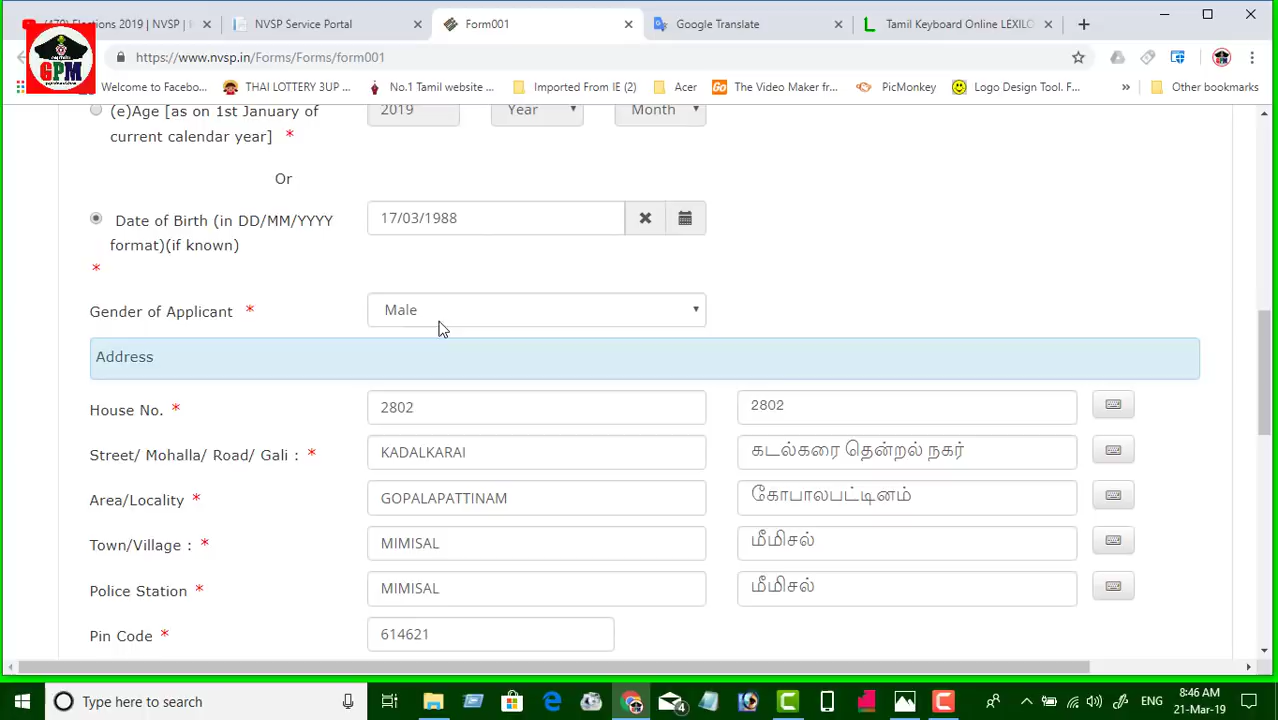 (479) Elections 2019 | NVSP |
NVSP Service Portal
Form001
Google Translate
Tamil Keyboard Online LEXILO
https://www.nvsp.in/Forms/Forms/form001
GPM
Welcome to Facebo...
THAI LOTTERY 3UP ...
No.1 Tamil website ...
Imported From IE (2)
Acer
Go
The Video Maker fr...
PicMonkey
Logo Design Tool. F...
»
Other bookmarks
(e)Age [as on 1st January of current calendar year] *
2019
Year
Month
Or
Date of Birth (in DD/MM/YYYY format)(if known)
*
17/03/1988
Gender of Applicant *
Male
Address
House No. *
2802
2802
Street/ Mohalla/ Road/ Gali : *
KADALKARAI
கடல்கரை தென்றல் நகர்
Area/Locality *
GOPALAPATTINAM
கோபாலபட்டினம்
Town/Village : *
MIMISAL
மீமிசல்
Police Station *
MIMISAL
மீமிசல்
Pin Code *
614621
Type here to search
4
ENG
8:46 AM
21-Mar-19